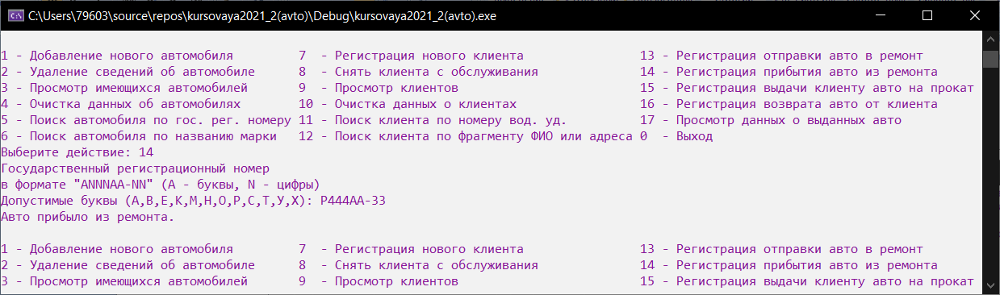 C:\Users\79603\source\repos\kursovaya2021_2(avto)\Debug\kursovaya2021_2(avto).exe
1 - Добавление нового автомобиля 7 - Регистрация нового клиента 13 - Регистрация отправки авто в ремонт
2 - Удаление сведений об автомобиле 8 - Снять клиента с обслуживания 14 - Регистрация прибытия авто из ремонта
3 - Просмотр имеющихся автомобилей 9 - Просмотр клиентов 15 - Регистрация выдачи клиенту авто на прокат
4 - Очистка данных об автомобилях 10 - Очистка данных о клиентах 16 - Регистрация возврата авто от клиента
5 - Поиск автомобиля по гос. рег. номеру 11 - Поиск клиента по номеру вод. уд. 17 - Просмотр данных о выданных авто
6 - Поиск автомобиля по названию марки 12 - Поиск клиента по фрагменту ФИО или адреса 0 - Выход
Выберите действие: 14
Государственный регистрационный номер
в формате "ANNNAA-NN" (A - буквы, N - цифры)
Допустимые буквы (А,В,Е,К,М,Н,О,Р,С,Т,У,Х): Р444АА-33
Авто прибыло из ремонта.
1 - Добавление нового автомобиля 7 - Регистрация нового клиента 13 - Регистрация отправки авто в ремонт
2 - Удаление сведений об автомобиле 8 - Снять клиента с обслуживания 14 - Регистрация прибытия авто из ремонта
3 - Просмотр имеющихся автомобилей 9 - Просмотр клиентов 15 - Регистрация выдачи клиенту авто на прокат